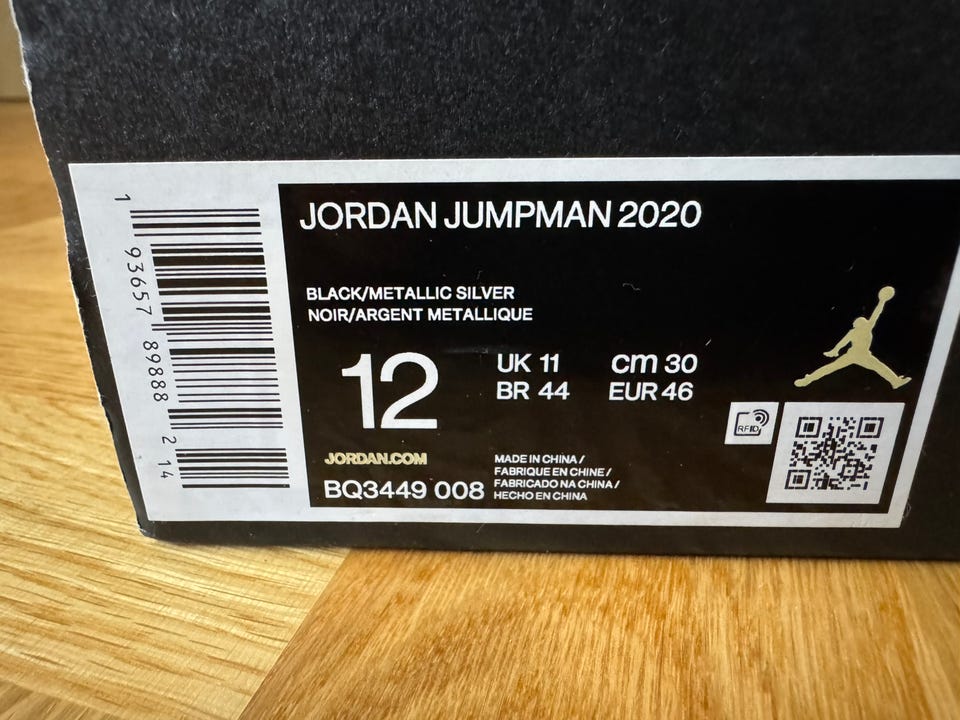 JORDAN JUMPMAN 2020
BLACK/METALLIC SILVER
NOIR/ARGENT METALLIQUE
12
UK 11 cm 30
BR 44 EUR 46
RFID
JORDAN.COM
BQ3449 008
MADE IN CHINA /
FABRIQUE EN CHINE /
FABRICADO NA CHINA /
HECHO EN CHINA
1 93657 89888 2 14